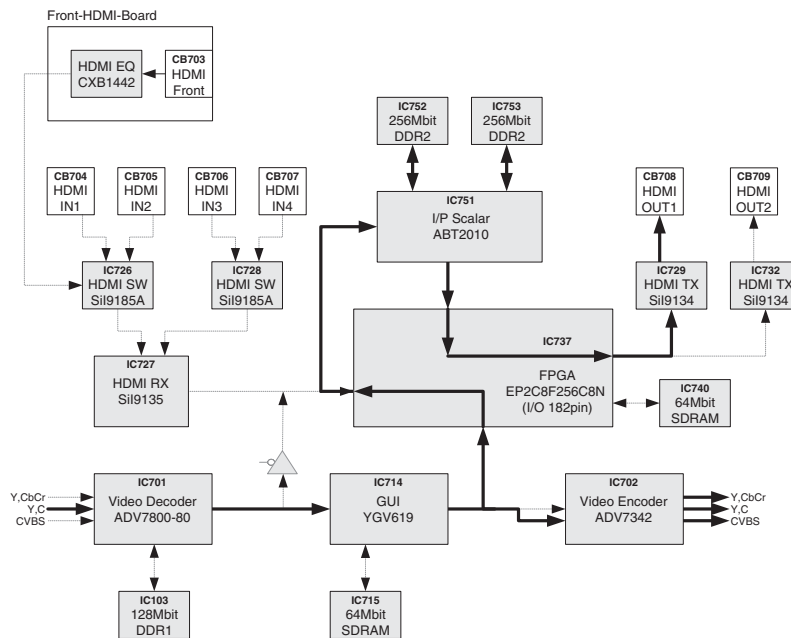 Front-HDMI-Board
HDMI EQ
CXB1442
CB703
HDMI
Front
IC752
256Mbit
DDR2
IC753
256Mbit
DDR2
CB704
HDMI
IN1
CB705
HDMI
IN2
CB706
HDMI
IN3
CB707
HDMI
IN4
IC751
I/P Scalar
ABT2010
CB708
HDMI
OUT1
CB709
HDMI
OUT2
IC726
HDMI SW
SiI9185A
IC728
HDMI SW
SiI9185A
IC729
HDMI TX
SiI9134
IC732
HDMI TX
SiI9134
IC727
HDMI RX
SiI9135
IC737
FPGA
EP2C8F256C8N
(I/O 182pin)
IC740
64Mbit
SDRAM
Y,CbCr
Y,C
CVBS
IC701
Video Decoder
ADV7800-80
IC714
GUI
YGV619
IC702
Video Encoder
ADV7342
Y,CbCr
Y,C
CVBS
IC103
128Mbit
DDR1
IC715
64Mbit
SDRAM